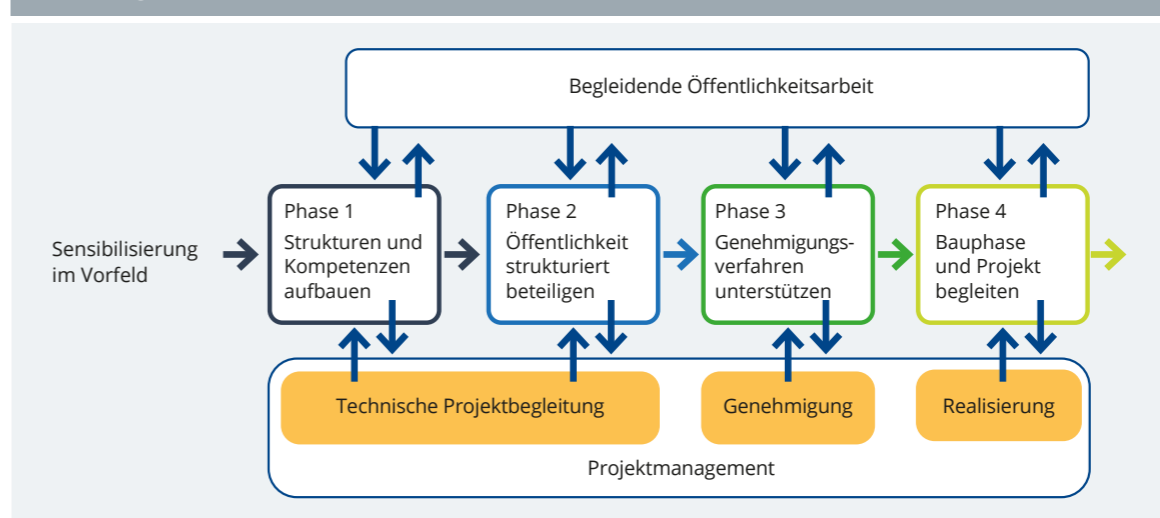 Begleidende Öffentlichkeitsarbeit
Sensibilisierung
im Vorfeld
Phase 1
Strukturen und
Kompetenzen
aufbauen
Phase 2
Öffentlichkeit
strukturiert
beteiligen
Phase 3
Genehmigungs-
verfahren
unterstützen
Phase 4
Bauphase
und Projekt
begleiten
Technische Projektbegleitung
Genehmigung
Realisierung
Projektmanagement